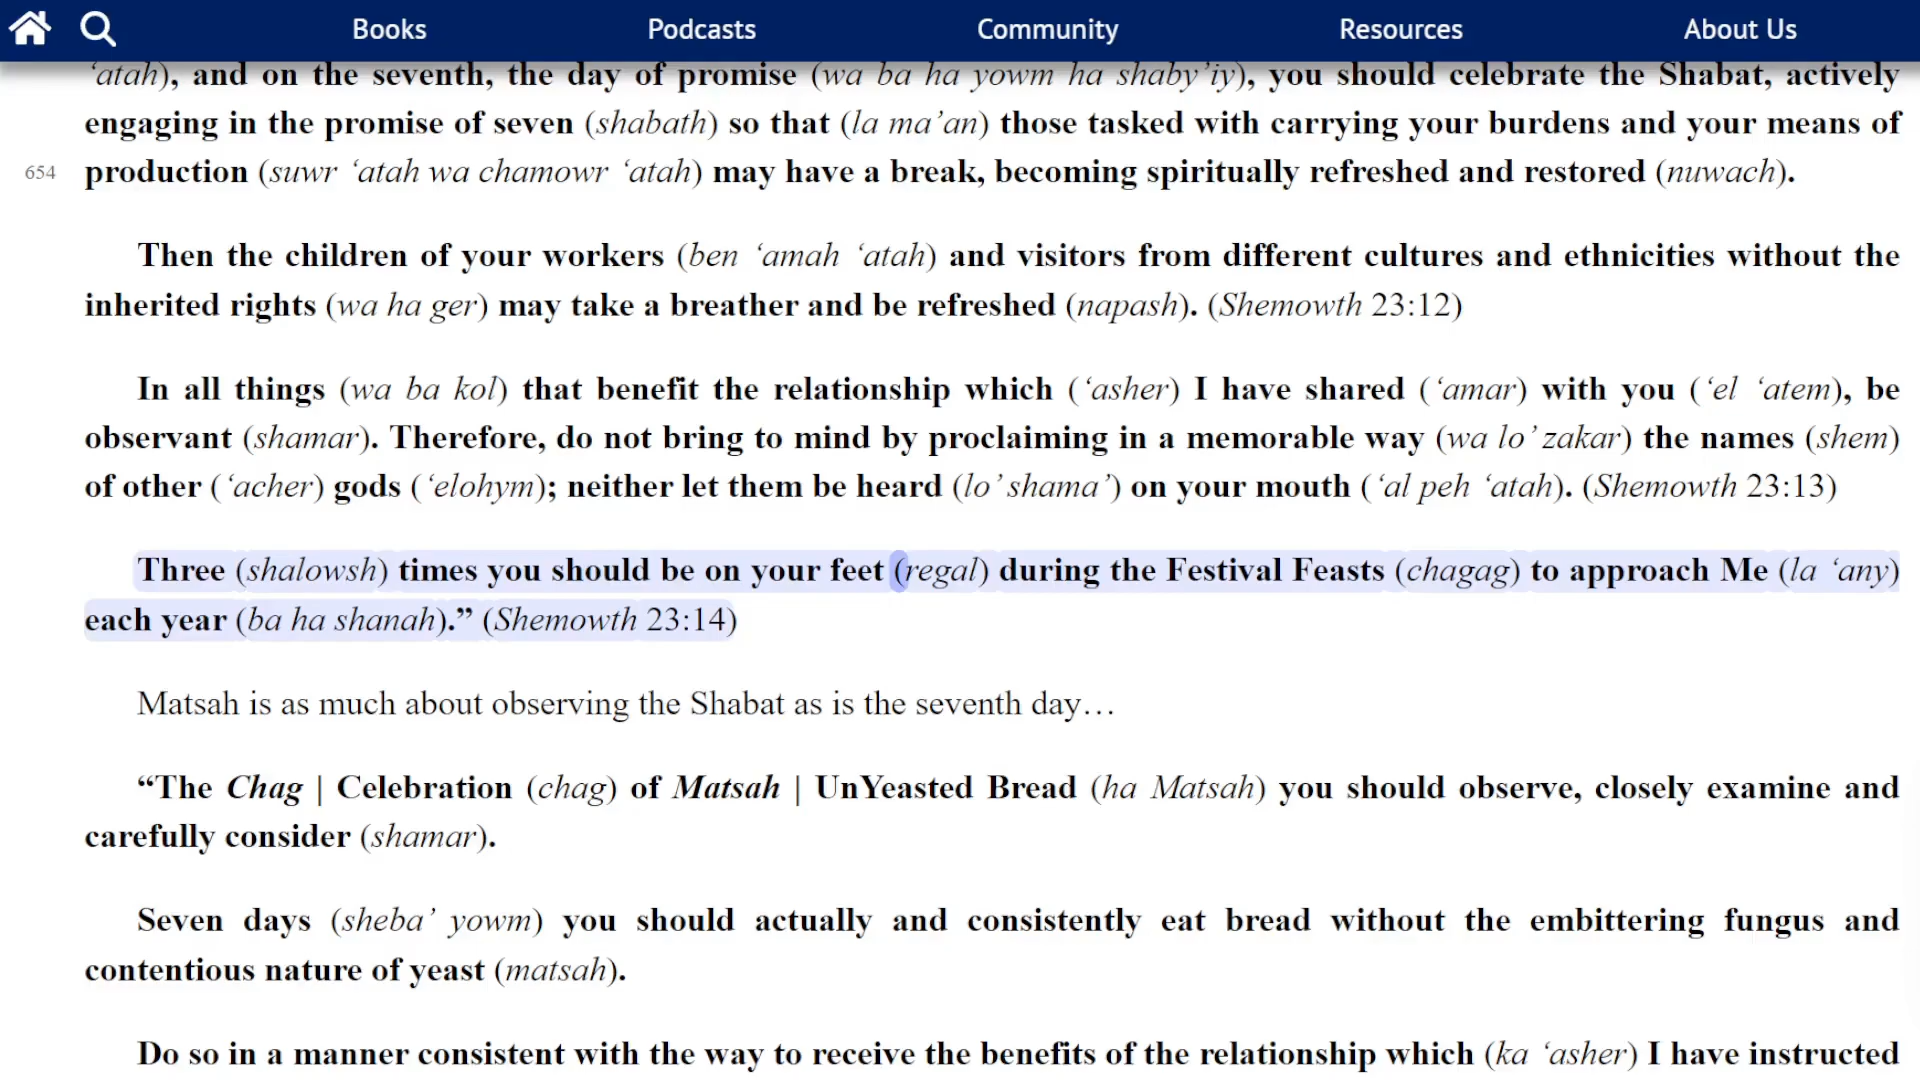 Books Podcasts Community Resources About Us
‘atah), and on the seventh, the day of promise (wa ba ha yowm ha shaby’iy), you should celebrate the Shabat, actively
engaging in the promise of seven (shabath) so that (la ma’an) those tasked with carrying your burdens and your means of
654 production (suwr ‘atah wa chamowr ‘atah) may have a break, becoming spiritually refreshed and restored (nuwach).
Then the children of your workers (ben ‘amah ‘atah) and visitors from different cultures and ethnicities without the
inherited rights (wa ha ger) may take a breather and be refreshed (napash). (Shemowth 23:12)
In all things (wa ba kol) that benefit the relationship which (‘asher) I have shared (‘amar) with you (‘el ‘atem), be
observant (shamar). Therefore, do not bring to mind by proclaiming in a memorable way (wa lo’ zakar) the names (shem)
of other (‘acher) gods (‘elohym); neither let them be heard (lo’ shama’) on your mouth (‘al peh ‘atah). (Shemowth 23:13)
Three (shalowsh) times you should be on your feet (regal) during the Festival Feasts (chagag) to approach Me (la ‘any)
each year (ba ha shanah).” (Shemowth 23:14)
Matsah is as much about observing the Shabat as is the seventh day…
“The Chag | Celebration (chag) of Matsah | UnYeasted Bread (ha Matsah) you should observe, closely examine and
carefully consider (shamar).
Seven days (sheba’ yowm) you should actually and consistently eat bread without the embittering fungus and
contentious nature of yeast (matsah).
Do so in a manner consistent with the way to receive the benefits of the relationship which (ka ‘asher) I have instructed